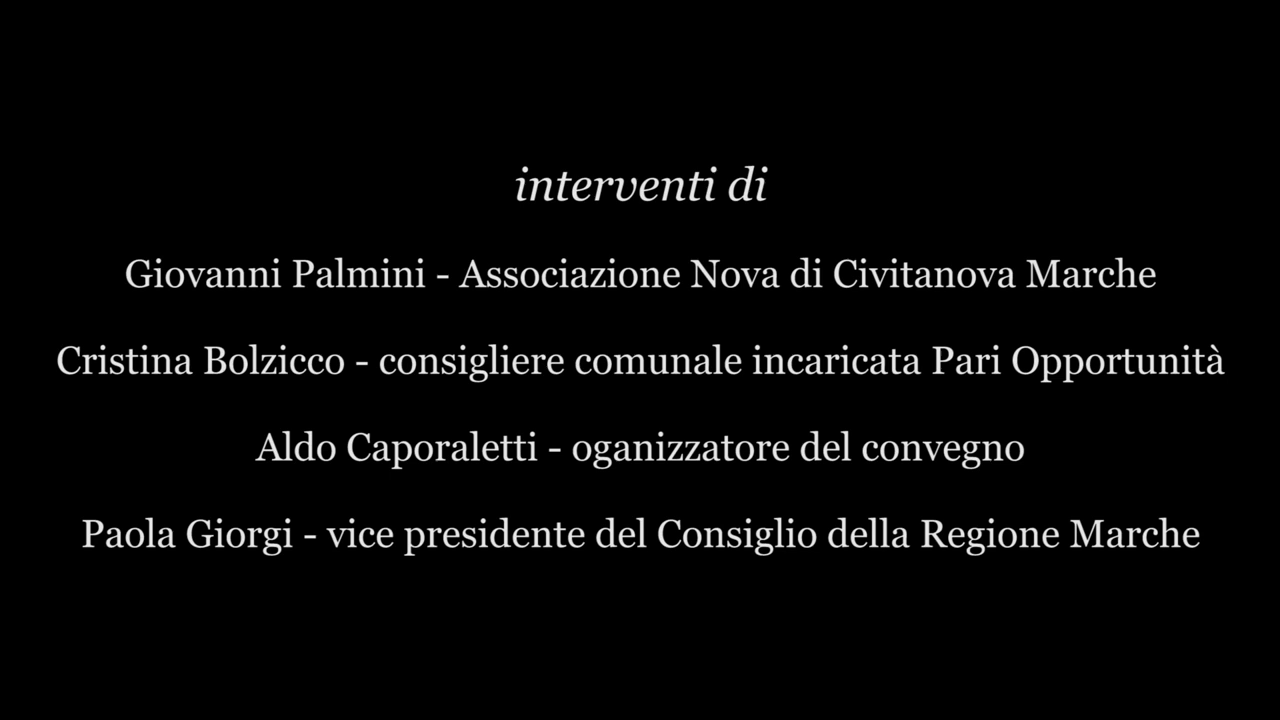 interventi di
Giovanni Palmini - Associazione Nova di Civitanova Marche
Cristina Bolzicco - consigliere comunale incaricata Pari Opportunità
Aldo Caporaletti - oganizzatore del convegno
Paola Giorgi - vice presidente del Consiglio della Regione Marche